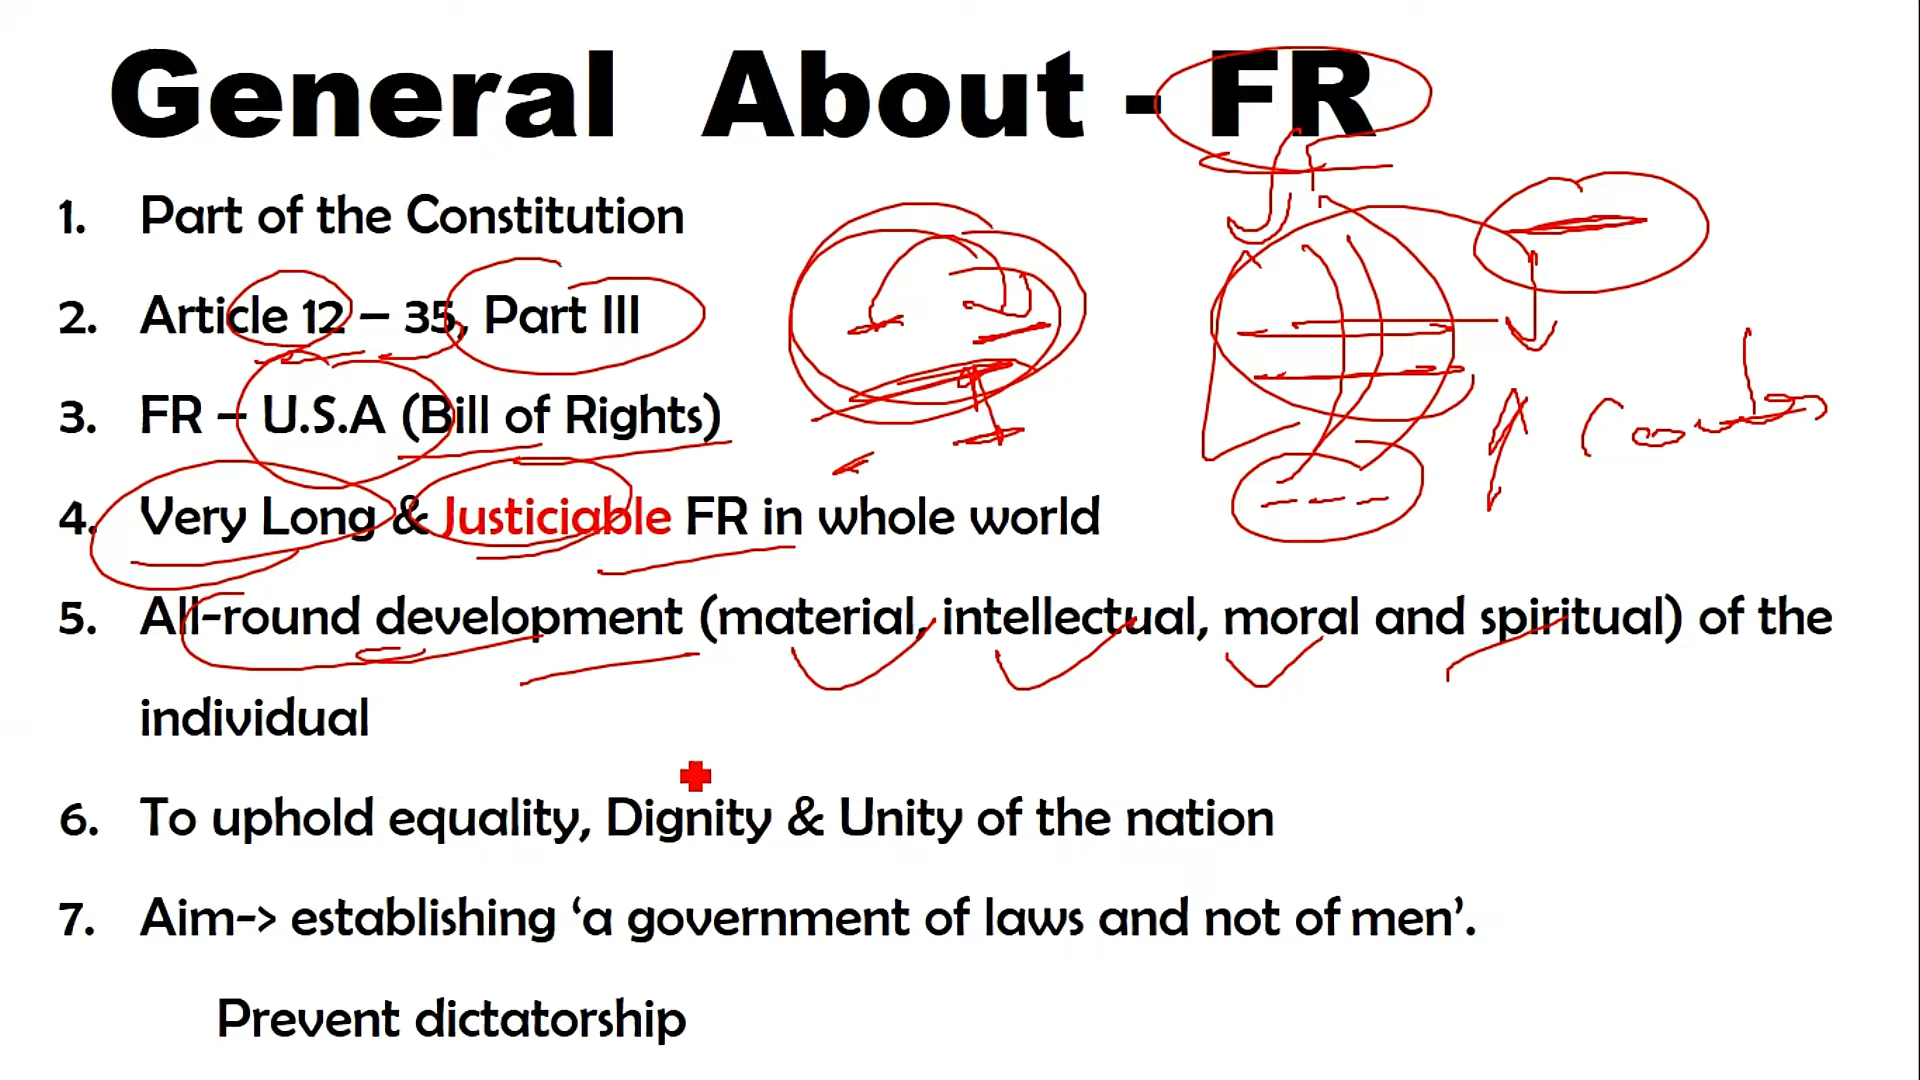 General About - FR
1. Part of the Constitution
2. Article 12 – 35, Part III
3. FR – U.S.A (Bill of Rights)
4. Very Long & Justiciable FR in whole world
5. All-round development (material, intellectual, moral and spiritual) of the
individual
6. To uphold equality, Dignity & Unity of the nation
7. Aim-> establishing ‘a government of laws and not of men’.
Prevent dictatorship